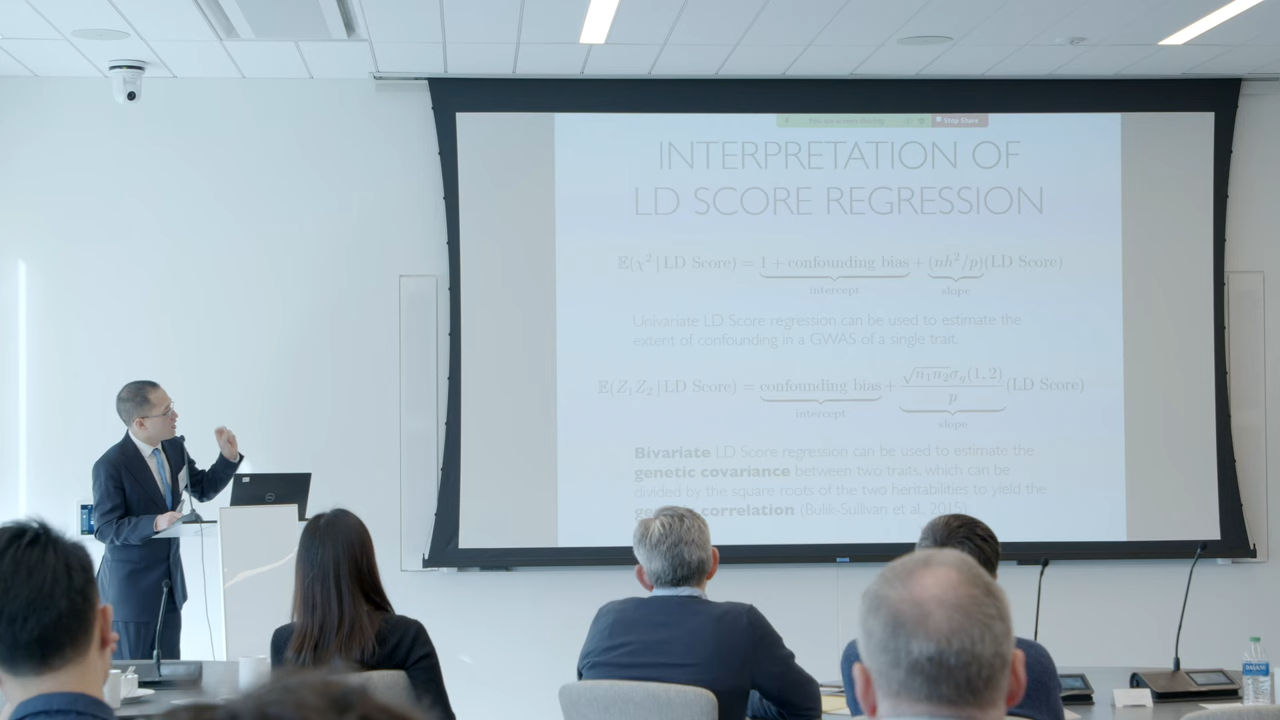 Stop Share
INTERPRETATION OF
LD SCORE REGRESSION
𝔼(χ² | LD Score) = 1 + confounding bias + (nh²/p)(LD Score)
intercept slope
Univariate LD Score regression can be used to estimate the
extent of confounding in a GWAS of a single trait.
𝔼(Z₁Z₂ | LD Score) = confounding bias + √n₁n₂σg(1,2)/p (LD Score)
intercept slope
Bivariate LD Score regression can be used to estimate the
genetic covariance between two traits, which can be
divided by the square roots of the two heritabilities to yield the
correlation (Bulik-Sullivan et al., 2015).
DELL
DASANI